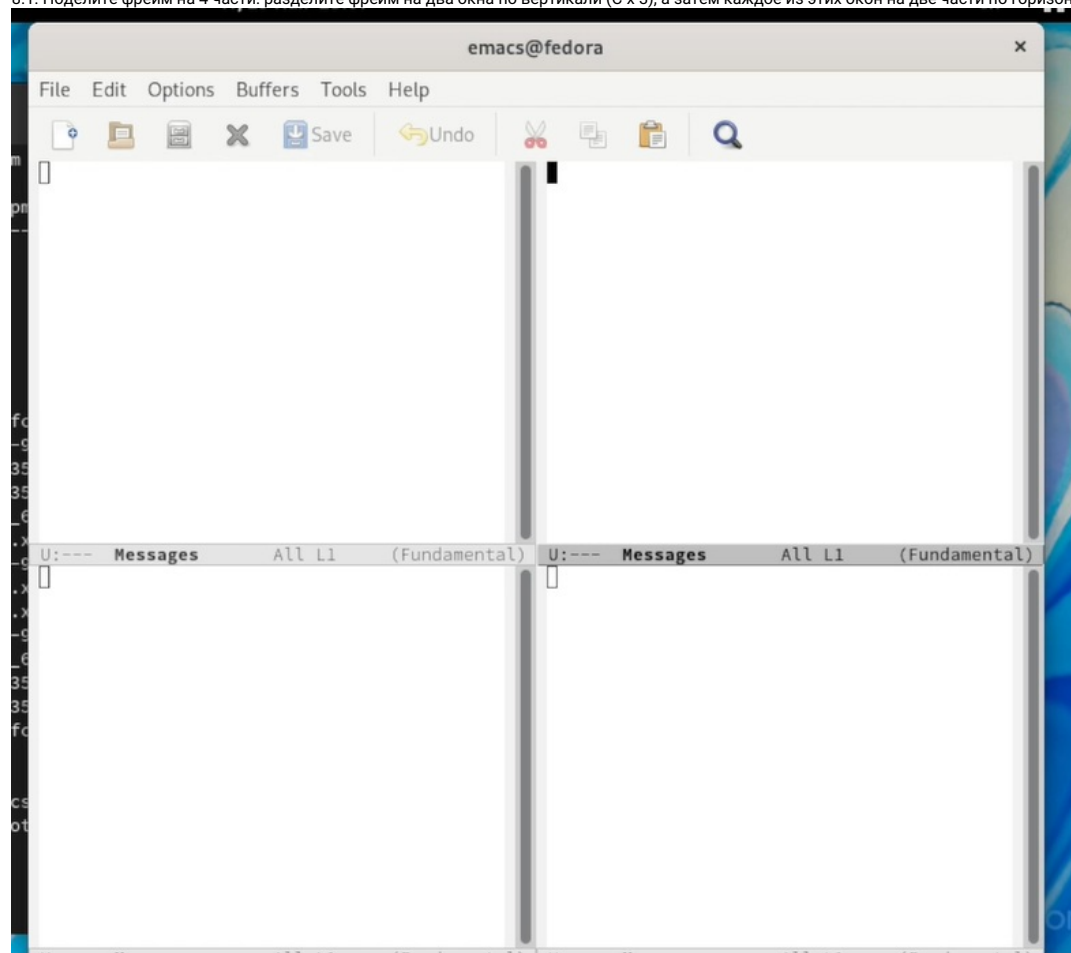 8.1. Поделите фрейм на 4 части: разделите фрейм на два окна по вертикали (C-x 3), а затем каждое из этих окон на две части по
emacs@fedora
File Edit Options Buffers Tools Help
Save Undo
U:--- Messages All L1 (Fundamental) U:--- Messages All L1 (Fundamental)